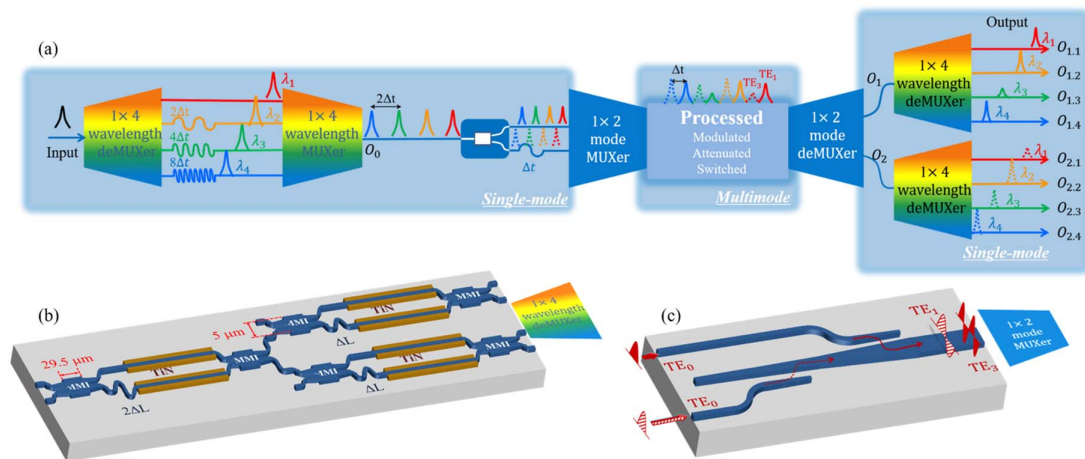 (a)
Input
1× 4
wavelength
deMUXer
2Δt
4Δt
8Δt
λ1
λ2
λ3
λ4
1× 4
wavelength
MUXer
2Δt
O0
Δt
Single-mode
1× 2
mode
MUXer
Δt
TE3
TE1
Processed
Modulated
Attenuated
Switched
Multimode
1× 2
mode
deMUXer
O1
O2
Output
1× 4
wavelength
deMUXer
λ1
λ2
λ3
λ4
O1.1
O1.2
O1.3
O1.4
1× 4
wavelength
deMUXer
λ1
λ2
λ3
λ4
O2.1
O2.2
O2.3
O2.4
Single-mode
(b)
29.5 μm
MMI
2ΔL
TiN
MMI
5 μm
MMI
ΔL
TiN
MMI
MMI
ΔL
TiN
MMI
1× 4
wavelength
deMUXer
(c)
TE0
TE0
TE1
TE3
1× 2
mode
MUXer